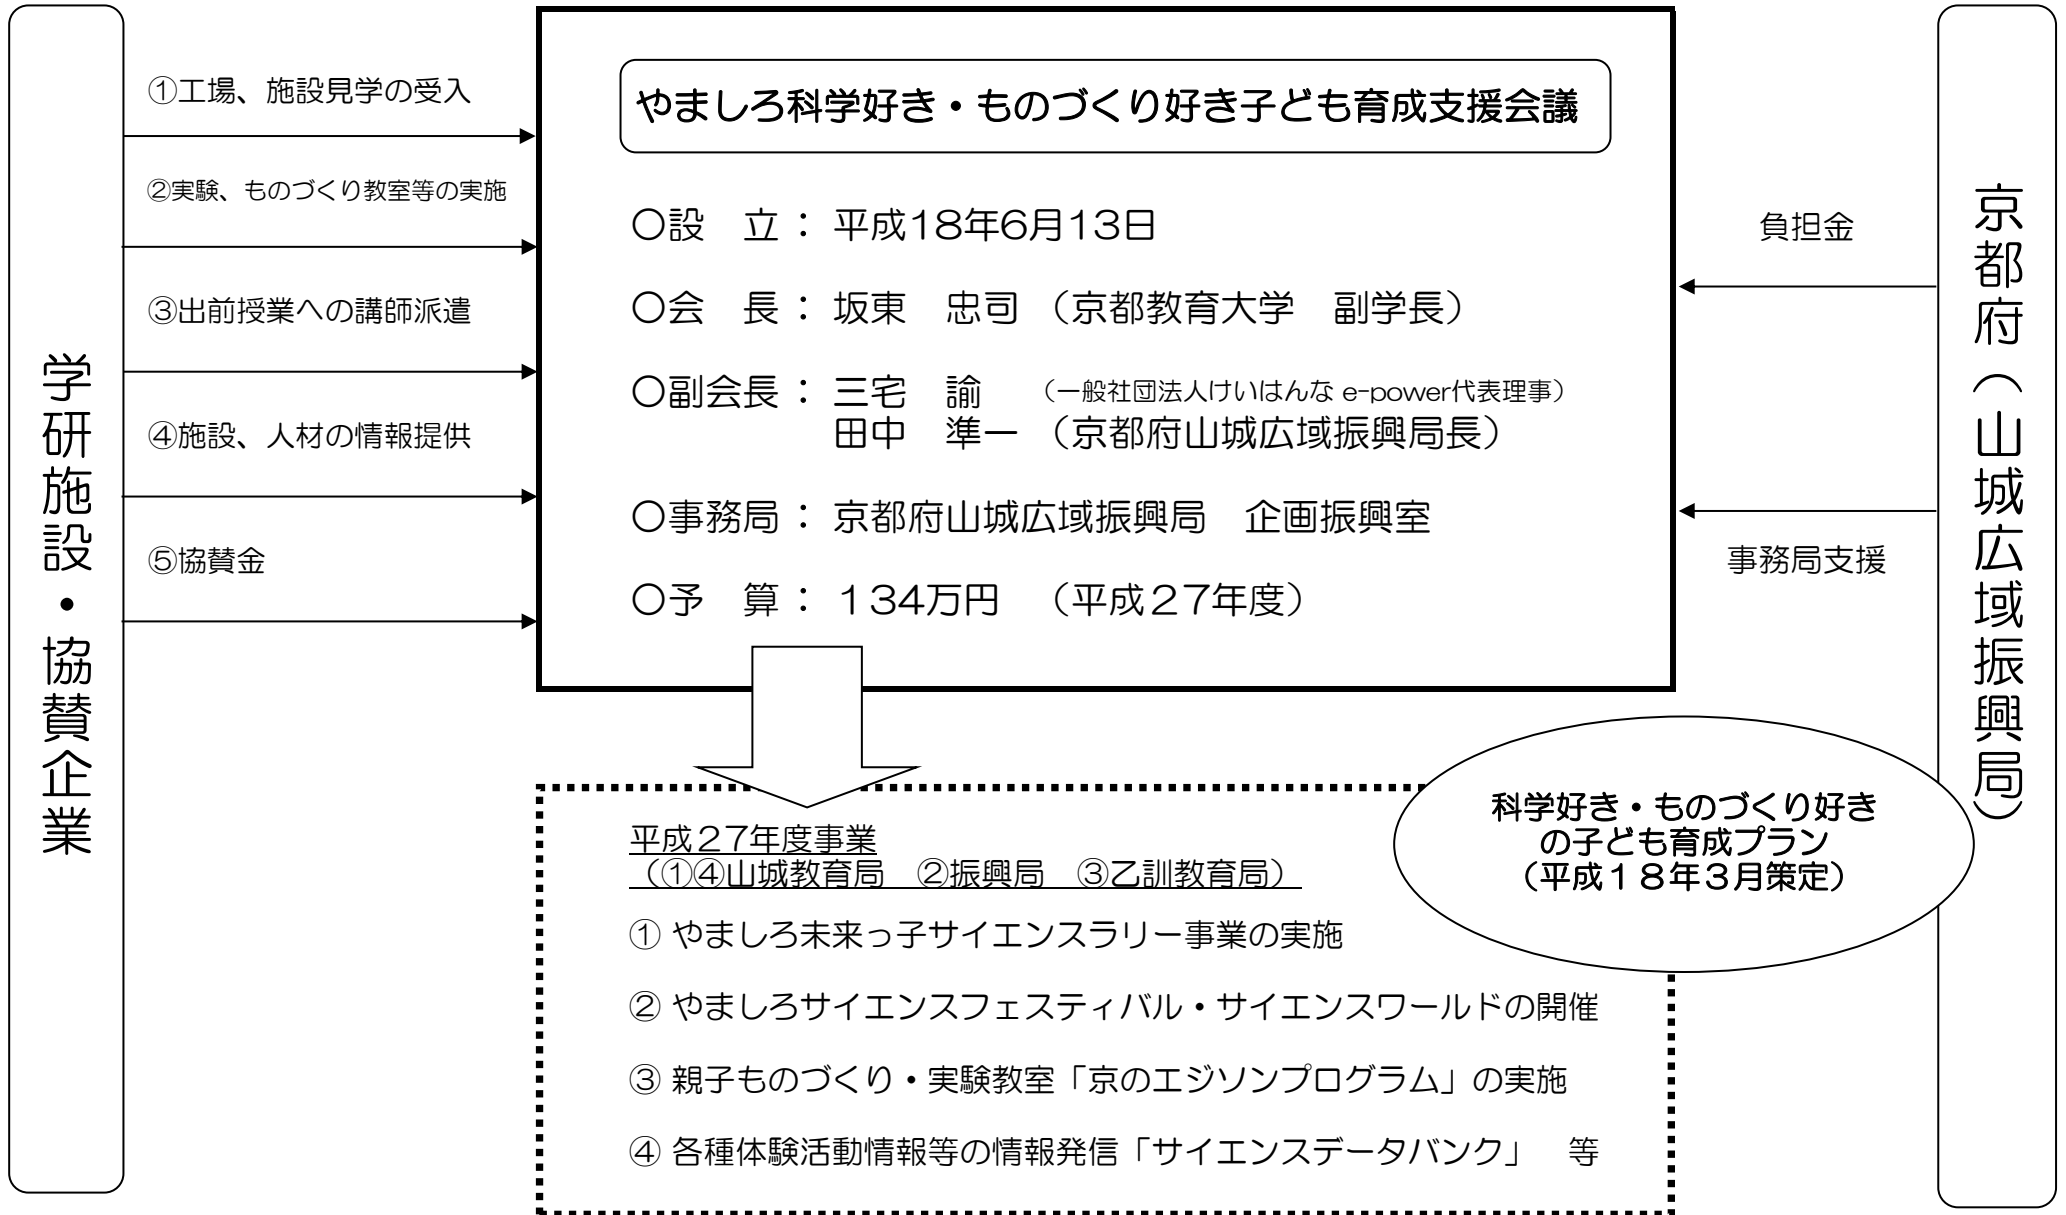 学研施設・協賛企業
①工場、施設見学の受入
②実験、ものづくり教室等の実施
③出前授業への講師派遣
④施設、人材の情報提供
⑤協賛金
やましろ科学好き・ものづくり好き子ども育成支援会議
〇設　立： 平成18年6月13日
〇会　長： 坂東　忠司 （京都教育大学　副学長）
〇副会長： 三宅　諭　（一般社団法人けいはんな e-power代表理事）
田中　準一 （京都府山城広域振興局長）
〇事務局： 京都府山城広域振興局　企画振興室
〇予　算： １34万円　（平成２7年度）
負担金
事務局支援
京都府（山城広域振興局）
科学好き・ものづくり好き
の子ども育成プラン
（平成１８年３月策定）
平成２7年度事業
（①④山城教育局　②振興局　③乙訓教育局）
① やましろ未来っ子サイエンスラリー事業の実施
② やましろサイエンスフェスティバル・サイエンスワールドの開催
③ 親子ものづくり・実験教室「京のエジソンプログラム」の実施
④ 各種体験活動情報等の情報発信「サイエンスデータバンク」　等